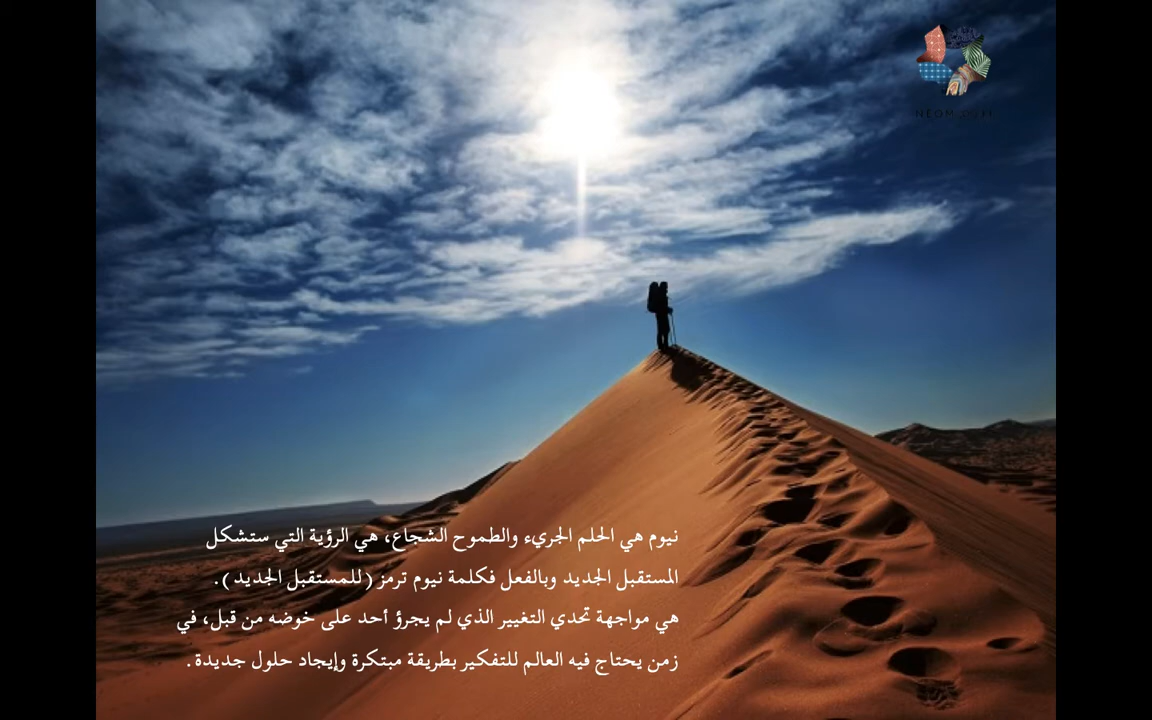 NEOM نيوم
نيوم هي الحلم الجريء والطموح الشجاع، هي الرؤية التي ستشكل
المستقبل الجديد وبالفعل فكلمة نيوم ترمز (للمستقبل الجديد).
هي مواجهة تحدي التغيير الذي لم يجرؤ أحد على خوضه من قبل، في
زمن يحتاج فيه العالم للتفكير بطريقة مبتكرة وإيجاد حلول جديدة.